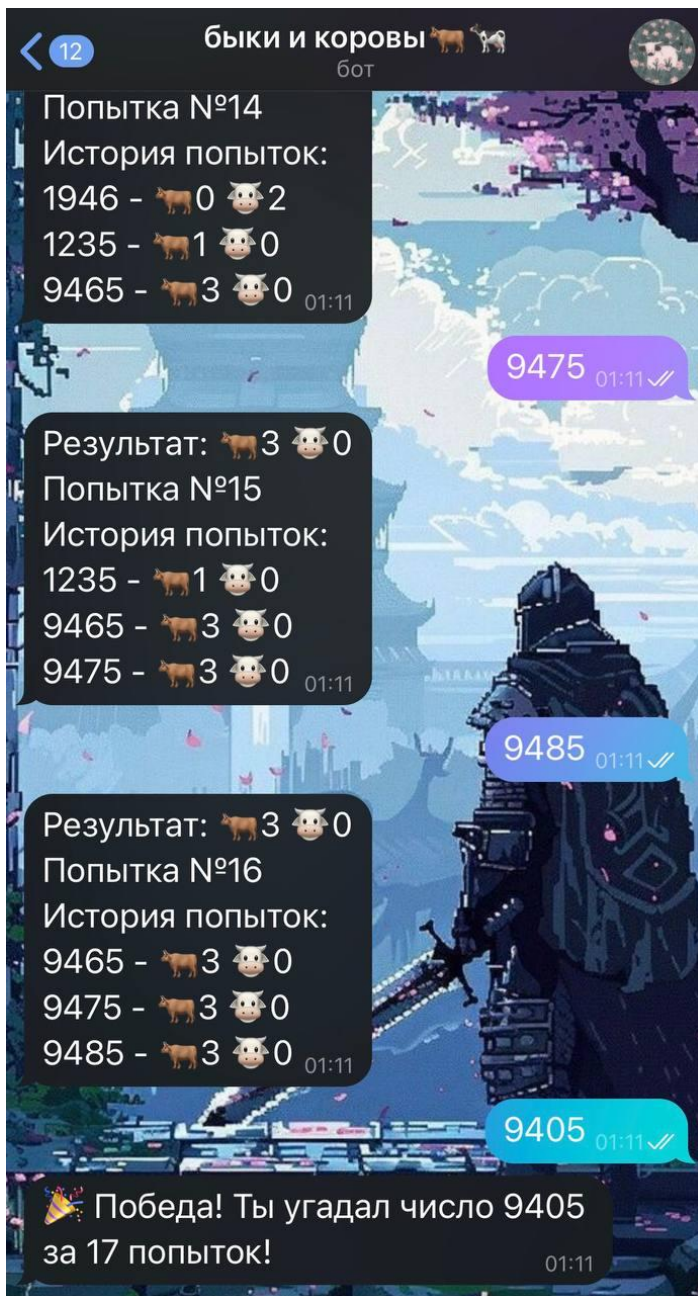 12
быки и коровы🐂🐄
бот
Попытка №14
История попыток:
1946 - 🐂0 🐮2
1235 - 🐂1 🐮0
9465 - 🐂3 🐮0 01:11
9475 01:11
Результат: 🐂3 🐮0
Попытка №15
История попыток:
1235 - 🐂1 🐮0
9465 - 🐂3 🐮0
9475 - 🐂3 🐮0 01:11
9485 01:11
Результат: 🐂3 🐮0
Попытка №16
История попыток:
9465 - 🐂3 🐮0
9475 - 🐂3 🐮0
9485 - 🐂3 🐮0 01:11
9405 01:11
🎉 Победа! Ты угадал число 9405
за 17 попыток! 01:11